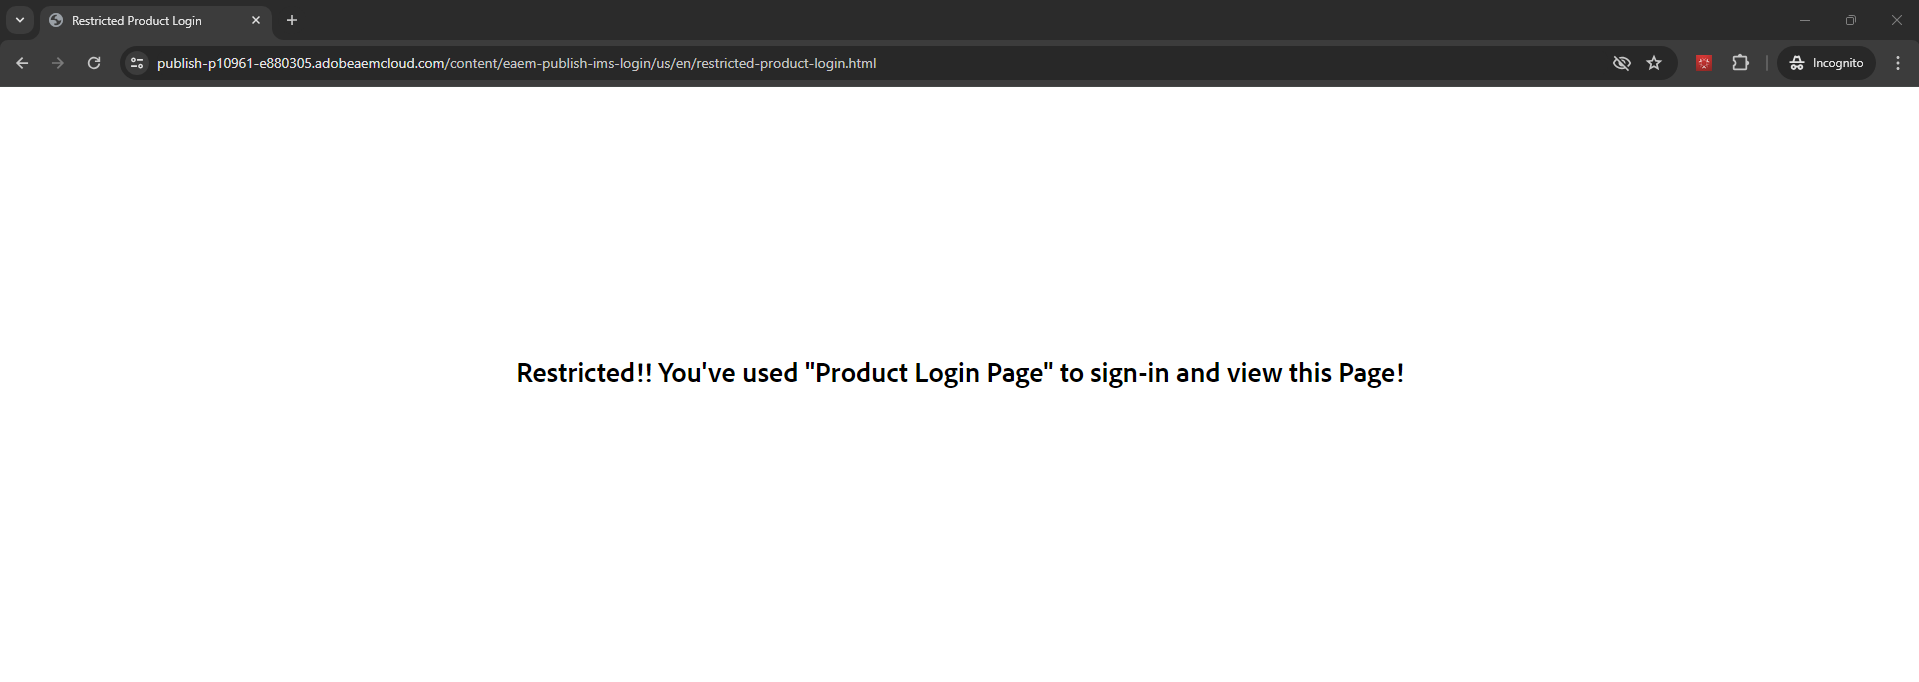 Restricted Product Login
publish-p10961-e880305.adobeaemcloud.com/content/eaem-publish-ims-login/us/en/restricted-product-login.html
Incognito
Restricted!! You've used "Product Login Page" to sign-in and view this Page!